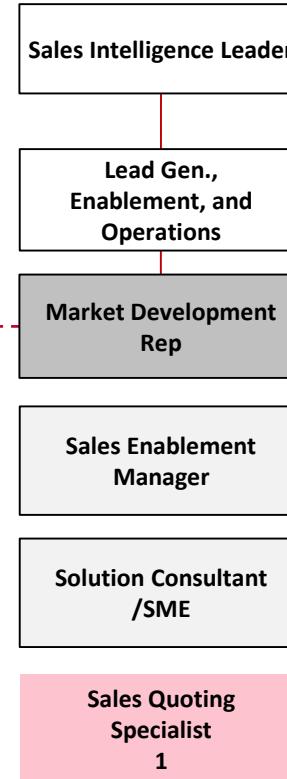 Sales Intelligence Leader
Lead Gen.,
Enablement, and
Operations
Market Development
Rep
Sales Enablement
Manager
Solution Consultant
/SME
Sales Quoting
Specialist
1